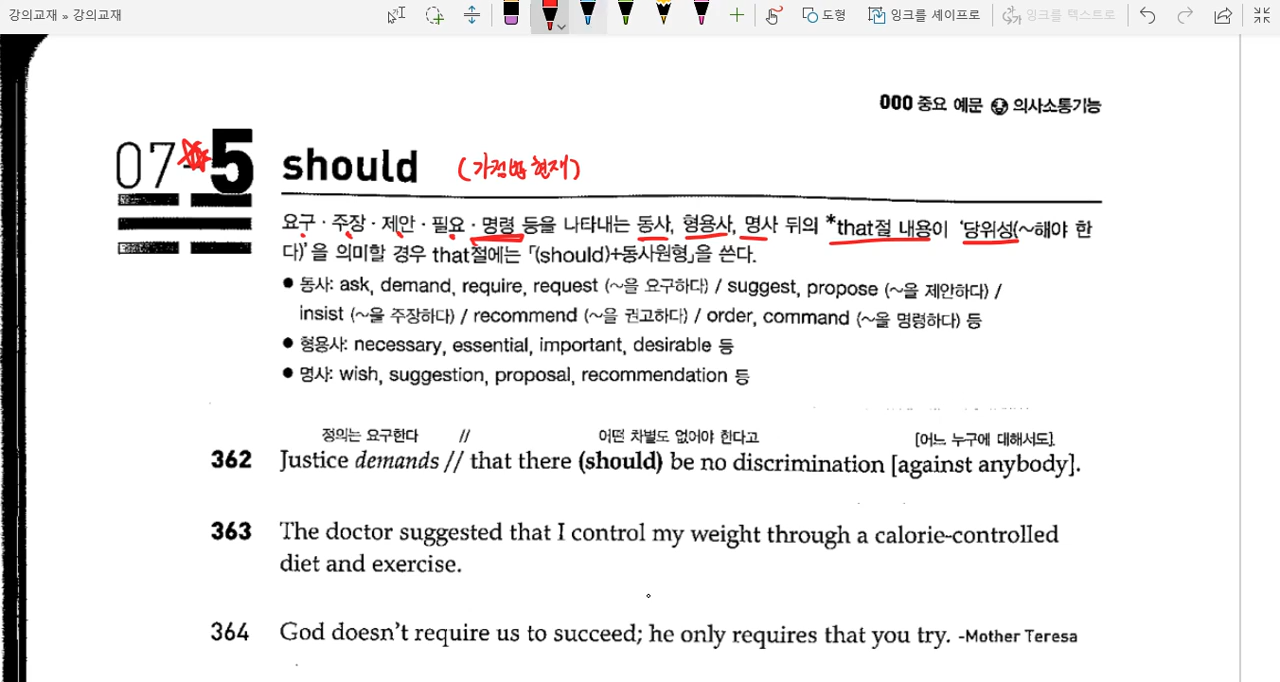 강의교재 » 강의교재
도형
잉크를 셰이프로
잉크를 텍스트로
000 중요 예문 의사소통기능
07 5 should (가정법 현재)
요구 · 주장 · 제안 · 필요 · 명령 등을 나타내는 동사, 형용사, 명사 뒤의 *that절 내용이 ‘당위성(~해야 한
다)’을 의미할 경우 that절에는 「(should)+동사원형」을 쓴다.
● 동사: ask, demand, require, request (~을 요구하다) / suggest, propose (~을 제안하다) /
insist (~을 주장하다) / recommend (~을 권고하다) / order, command (~을 명령하다) 등
● 형용사: necessary, essential, important, desirable 등
● 명사: wish, suggestion, proposal, recommendation 등
정의는 요구한다 // 어떤 차별도 없어야 한다고 [어느 누구에 대해서도].
362 Justice demands // that there (should) be no discrimination [against anybody].
363 The doctor suggested that I control my weight through a calorie-controlled
diet and exercise.
364 God doesn’t require us to succeed; he only requires that you try. -Mother Teresa